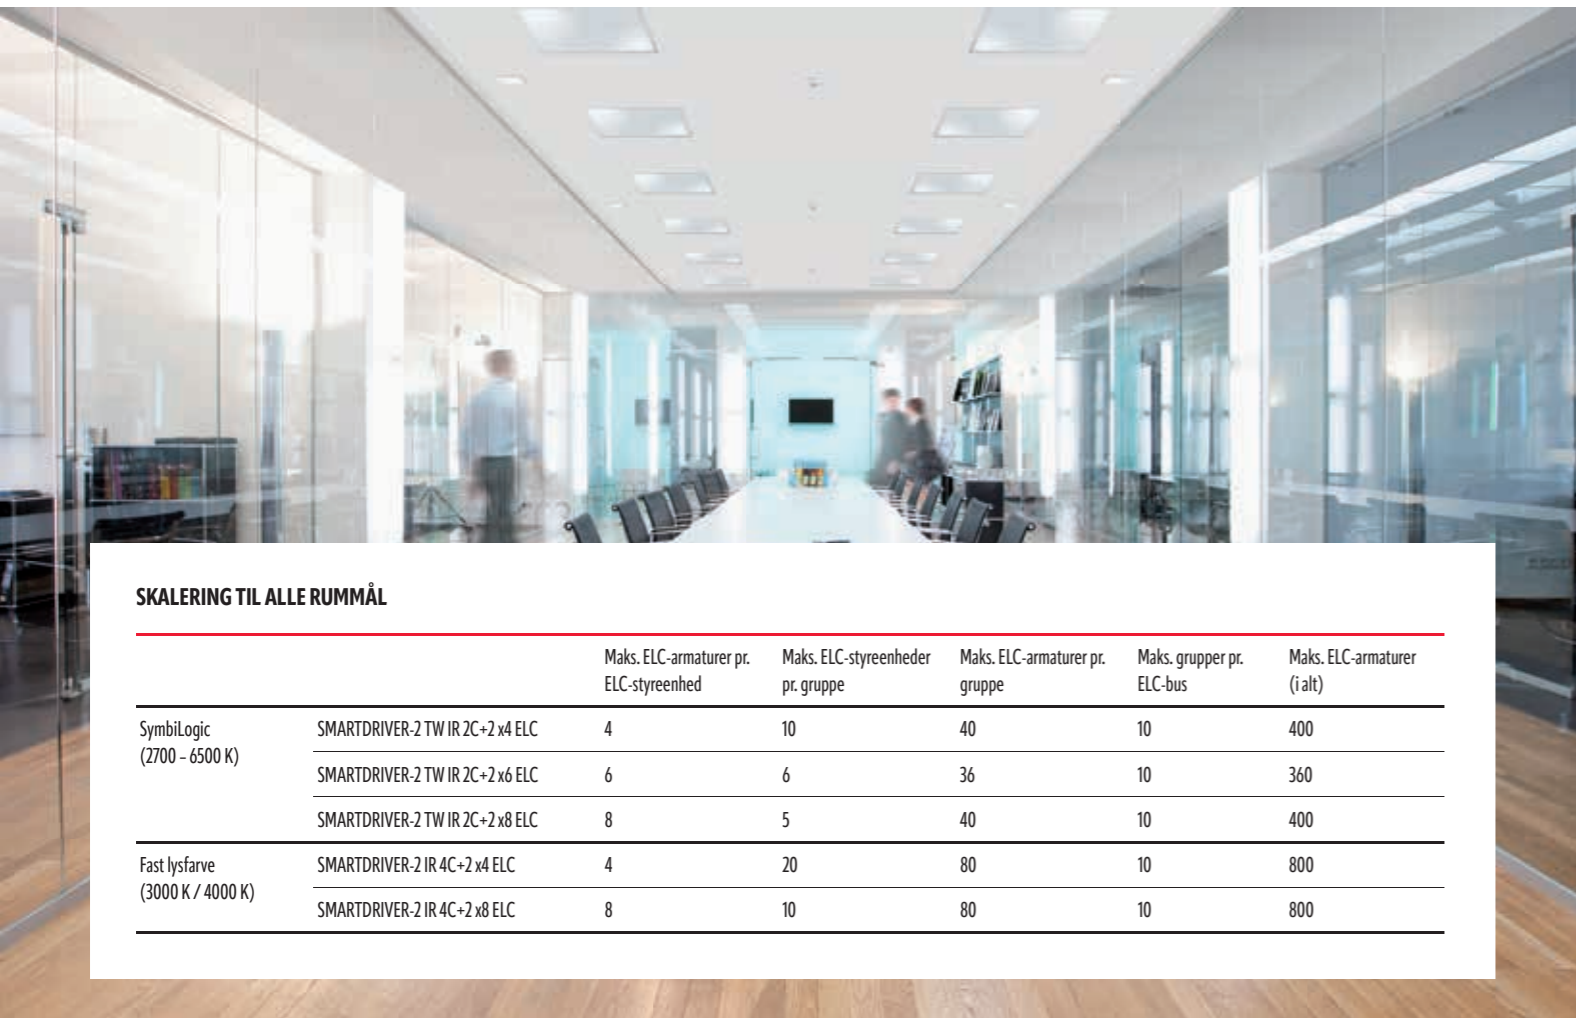 SKALERING TIL ALLE RUMMÅL
Maks. ELC-armaturer pr. ELC-styreenhed
Maks. ELC-styreenheder pr. gruppe
Maks. ELC-armaturer pr. gruppe
Maks. grupper pr. ELC-bus
Maks. ELC-armaturer (i alt)
SymbiLogic (2700 – 6500 K)
SMARTDRIVER-2 TW IR 2C+2 x4 ELC 4 10 40 10 400
SMARTDRIVER-2 TW IR 2C+2 x6 ELC 6 6 36 10 360
SMARTDRIVER-2 TW IR 2C+2 x8 ELC 8 5 40 10 400
Fast lysfarve (3000 K / 4000 K)
SMARTDRIVER-2 IR 4C+2 x4 ELC 4 20 80 10 800
SMARTDRIVER-2 IR 4C+2 x8 ELC 8 10 80 10 800